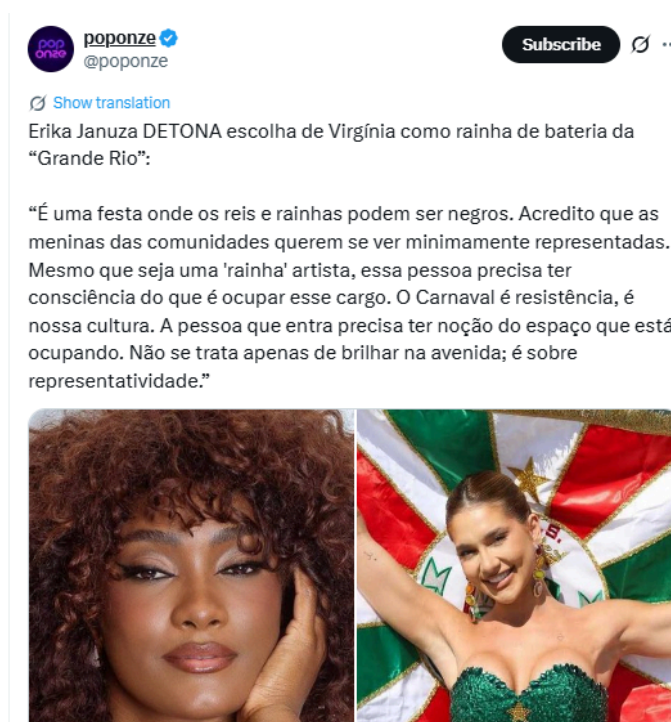 pop
onze
poponze
@poponze
Subscribe
Show translation
Erika Januza DETONA escolha de Virgínia como rainha de bateria da
“Grande Rio”:
“É uma festa onde os reis e rainhas podem ser negros. Acredito que as
meninas das comunidades querem se ver minimamente representadas.
Mesmo que seja uma 'rainha' artista, essa pessoa precisa ter
consciência do que é ocupar esse cargo. O Carnaval é resistência, é
nossa cultura. A pessoa que entra precisa ter noção do espaço que está
ocupando. Não se trata apenas de brilhar na avenida; é sobre
representatividade.”